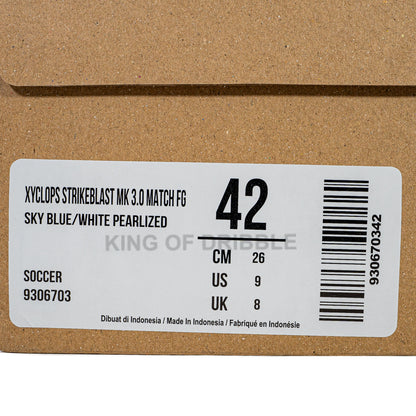 XYCLOPS STRIKEBLAST MK 3.0 MATCH FG
SKY BLUE/WHITE PEARLIZED
42
KING OF DRIBBLE
CM 26
US 9
UK 8
SOCCER
9306703
Dibuat di Indonesia / Made In Indonesia / Fabriqué en Indonésie
930670342